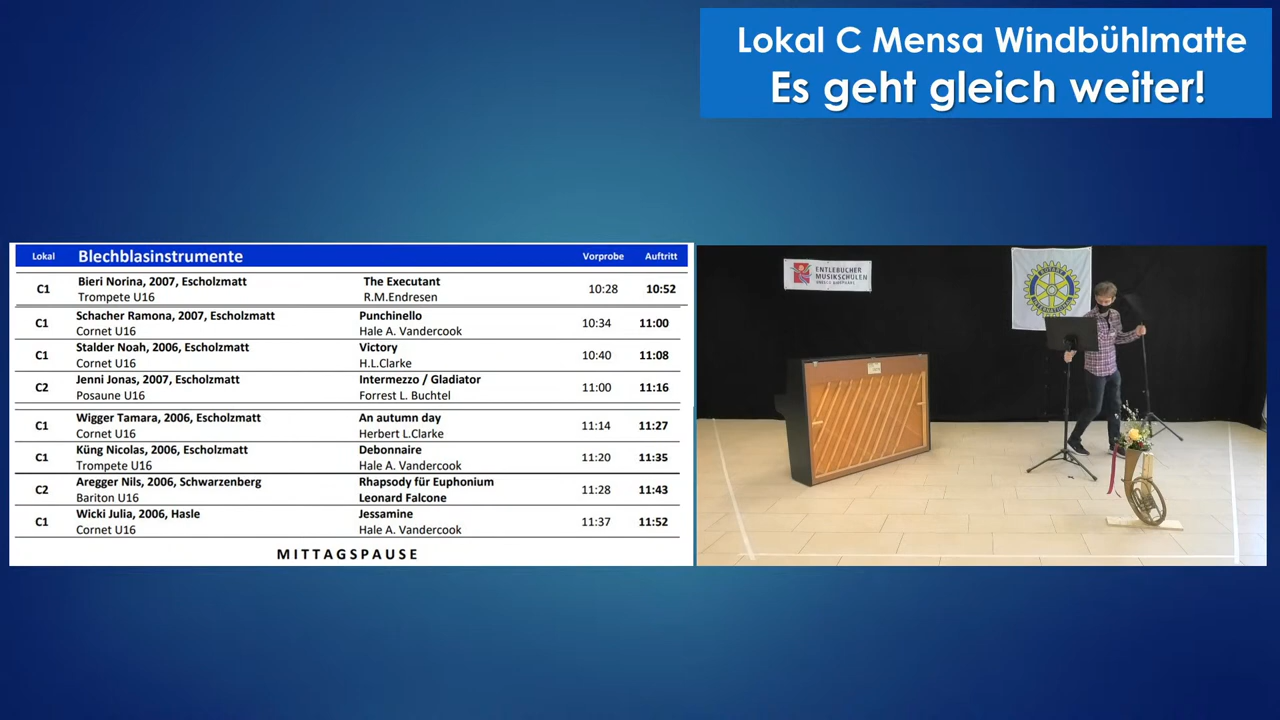 Lokal C Mensa Windbühlmatte
Es geht gleich weiter!
Lokal Blechblasinstrumente Vorprobe Auftritt
C1 Bieri Norina, 2007, Escholzmatt The Executant 10:28 10:52
Trompete U16 R.M.Endresen
C1 Schacher Ramona, 2007, Escholzmatt Punchinello 10:34 11:00
Cornet U16 Hale A. Vandercook
C1 Stalder Noah, 2006, Escholzmatt Victory 10:40 11:08
Cornet U16 H.L.Clarke
C2 Jenni Jonas, 2007, Escholzmatt Intermezzo / Gladiator 11:00 11:16
Posaune U16 Forrest L. Buchtel
C1 Wigger Tamara, 2006, Escholzmatt An autumn day 11:14 11:27
Cornet U16 Herbert L.Clarke
C1 Küng Nicolas, 2006, Escholzmatt Debonnaire 11:20 11:35
Trompete U16 Hale A. Vandercook
C2 Aregger Nils, 2006, Schwarzenberg Rhapsody für Euphonium 11:28 11:43
Bariton U16 Leonard Falcone
C1 Wicki Julia, 2006, Hasle Jessamine 11:37 11:52
Cornet U16 Hale A. Vandercook
MITTAGSPAUSE
ENTLEBUCHER
MUSIKSCHULEN
ROTARY
INTERNATIONAL